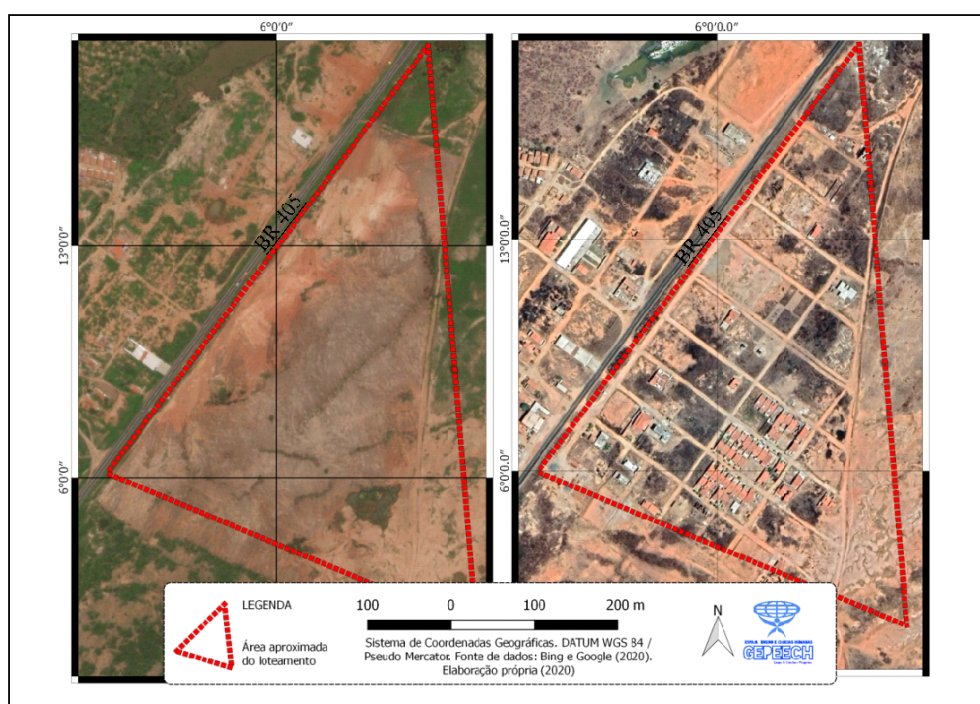 6°0'0''
6°0'0.0''
13°0'0''
BR 405
6°0'0''
13°0'0.0''
BR 405
6°0'0.0''
LEGENDA
Área aproximada
do loteamento
100 0 100 200 m
Sistema de Coordenadas Geográficas. DATUM WGS 84 /
Pseudo Mercator. Fonte de dados: Bing e Google (2020).
Elaboração própria (2020)
N
GEPEECH